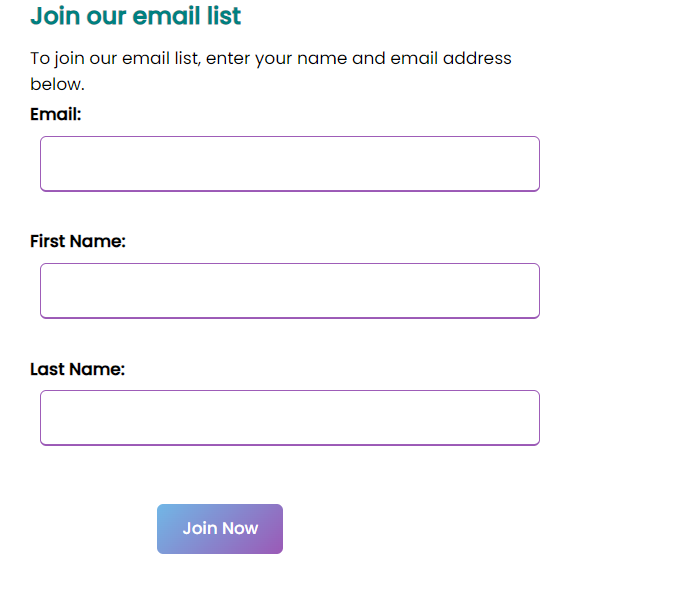 Join our email list
To join our email list, enter your name and email address
below.
Email:
First Name:
Last Name:
Join Now